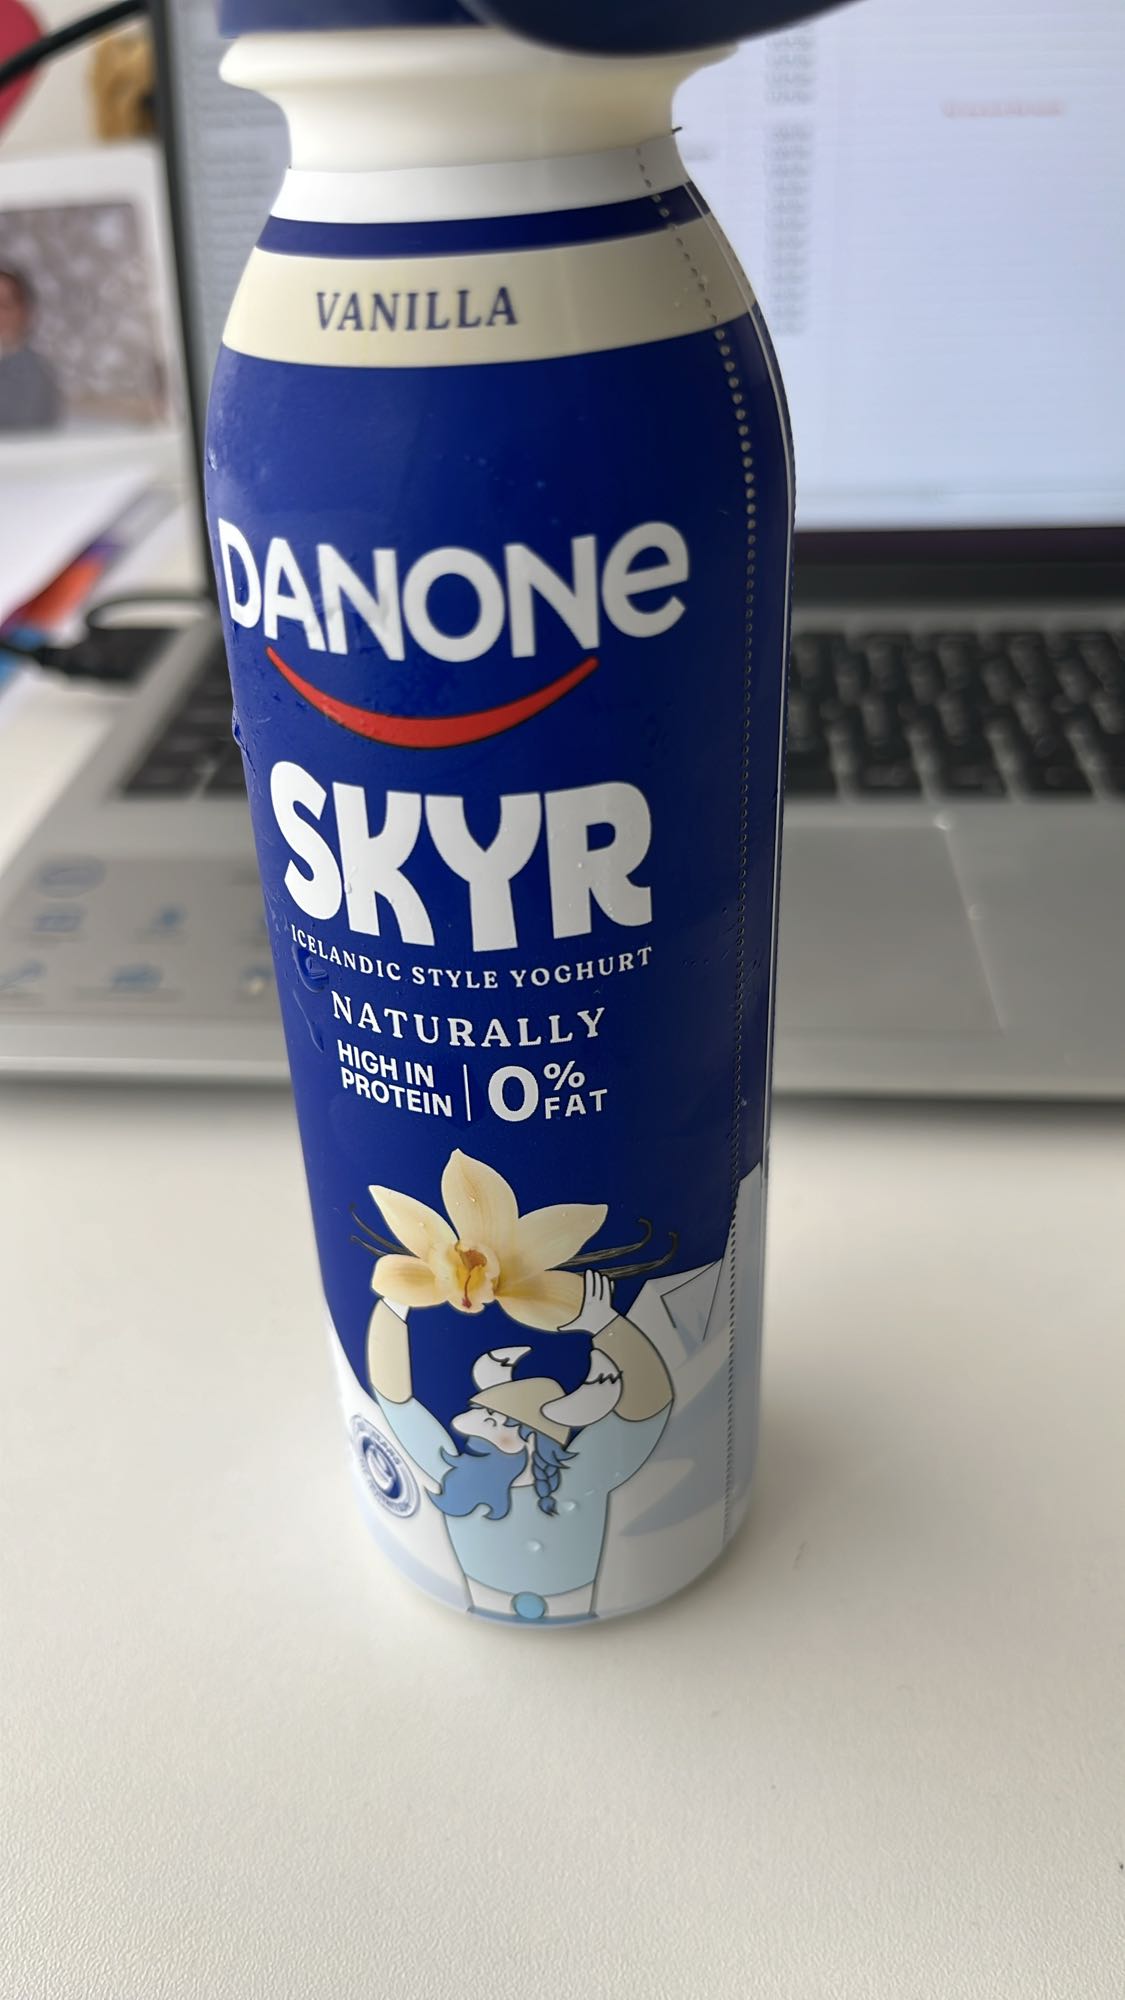 VANILLA
DANONE
SKYR
ICELANDIC STYLE YOGHURT
NATURALLY
HIGH IN
PROTEIN
0%
FAT